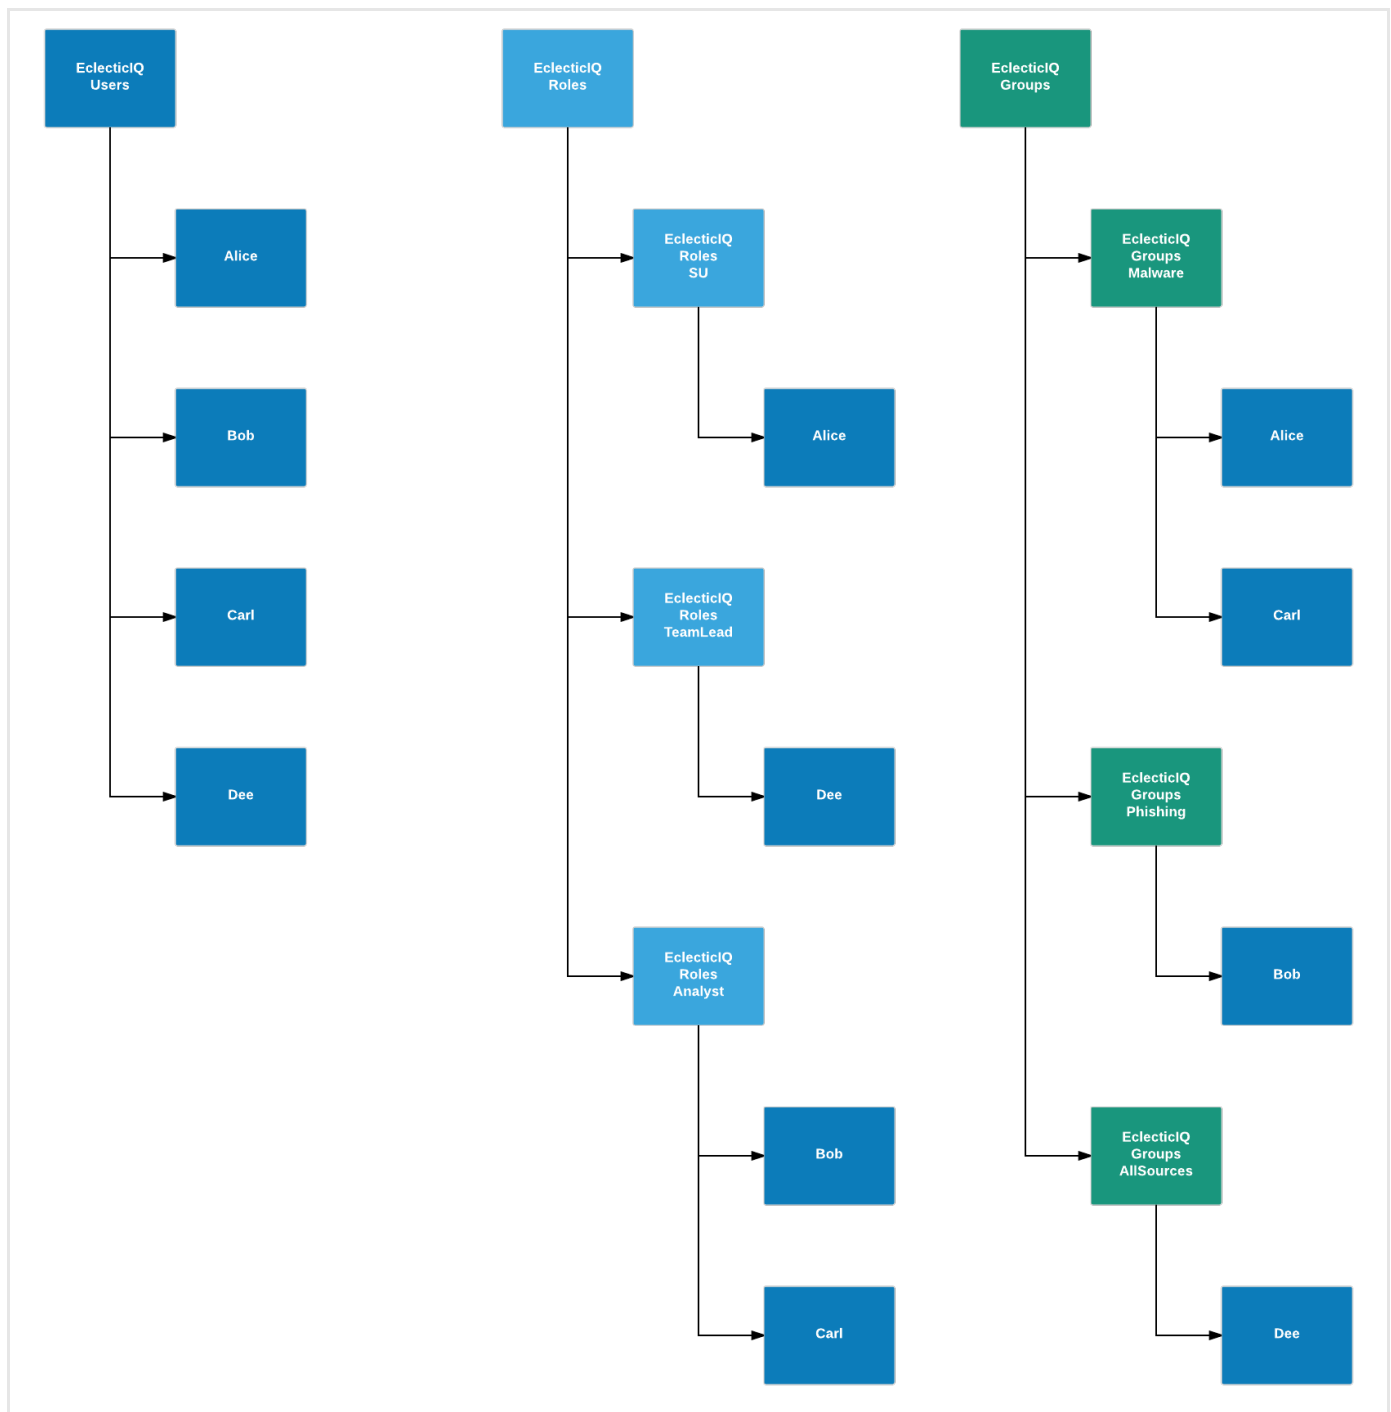 EclecticIQ
Users
Alice
Bob
Carl
Dee
EclecticIQ
Roles
EclecticIQ
Roles
SU
Alice
EclecticIQ
Roles
TeamLead
Dee
EclecticIQ
Roles
Analyst
Bob
Carl
EclecticIQ
Groups
EclecticIQ
Groups
Malware
Alice
Carl
EclecticIQ
Groups
Phishing
Bob
EclecticIQ
Groups
AllSources
Dee